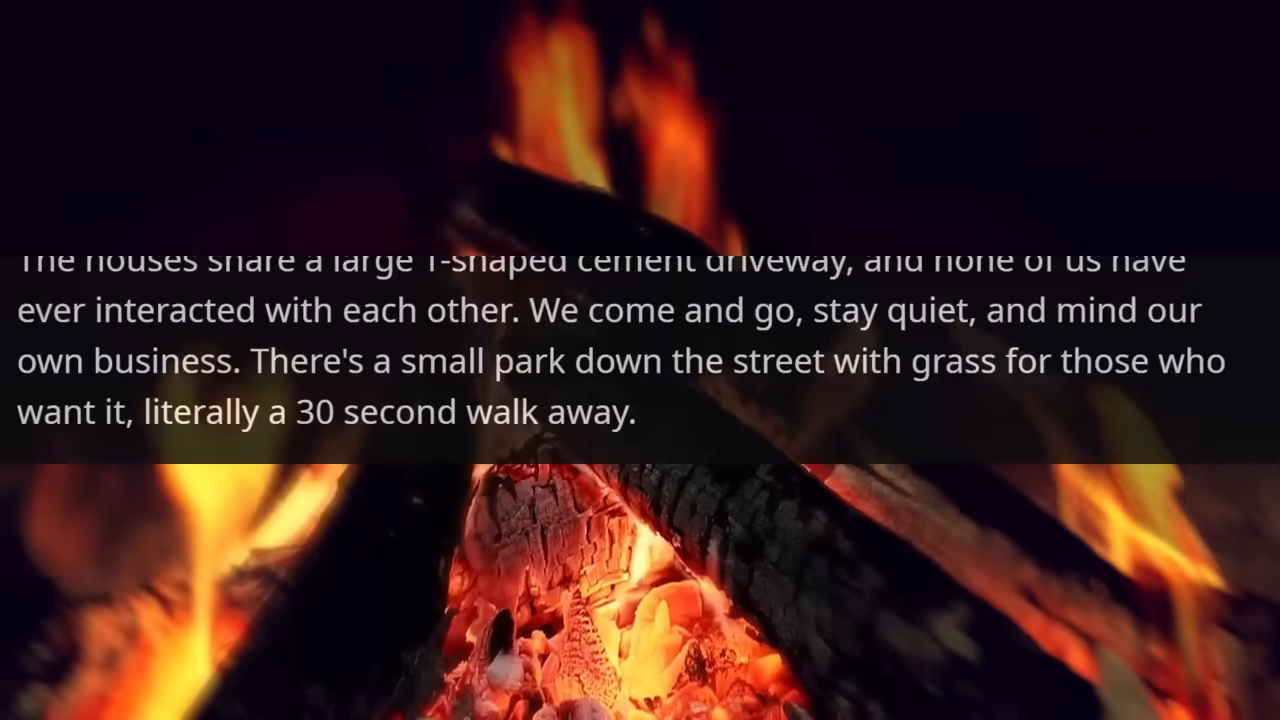 The houses share a large T-shaped cement driveway, and none of us have
ever interacted with each other. We come and go, stay quiet, and mind our
own business. There's a small park down the street with grass for those who
want it, literally a 30 second walk away.